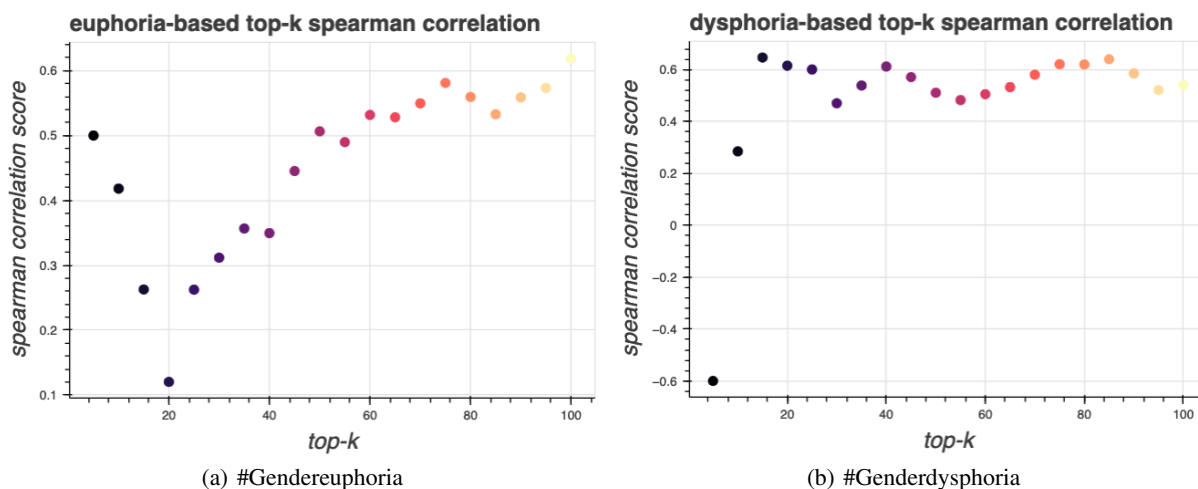 euphoria-based top-k spearman correlation
spearman correlation score
0.6
0.5
0.4
0.3
0.2
0.1
20 40 60 80 100
top-k
(a) #Gendereuphoria
dysphoria-based top-k spearman correlation
spearman correlation score
0.6
0.4
0.2
0
−0.2
−0.4
−0.6
20 40 60 80 100
top-k
(b) #Genderdysphoria